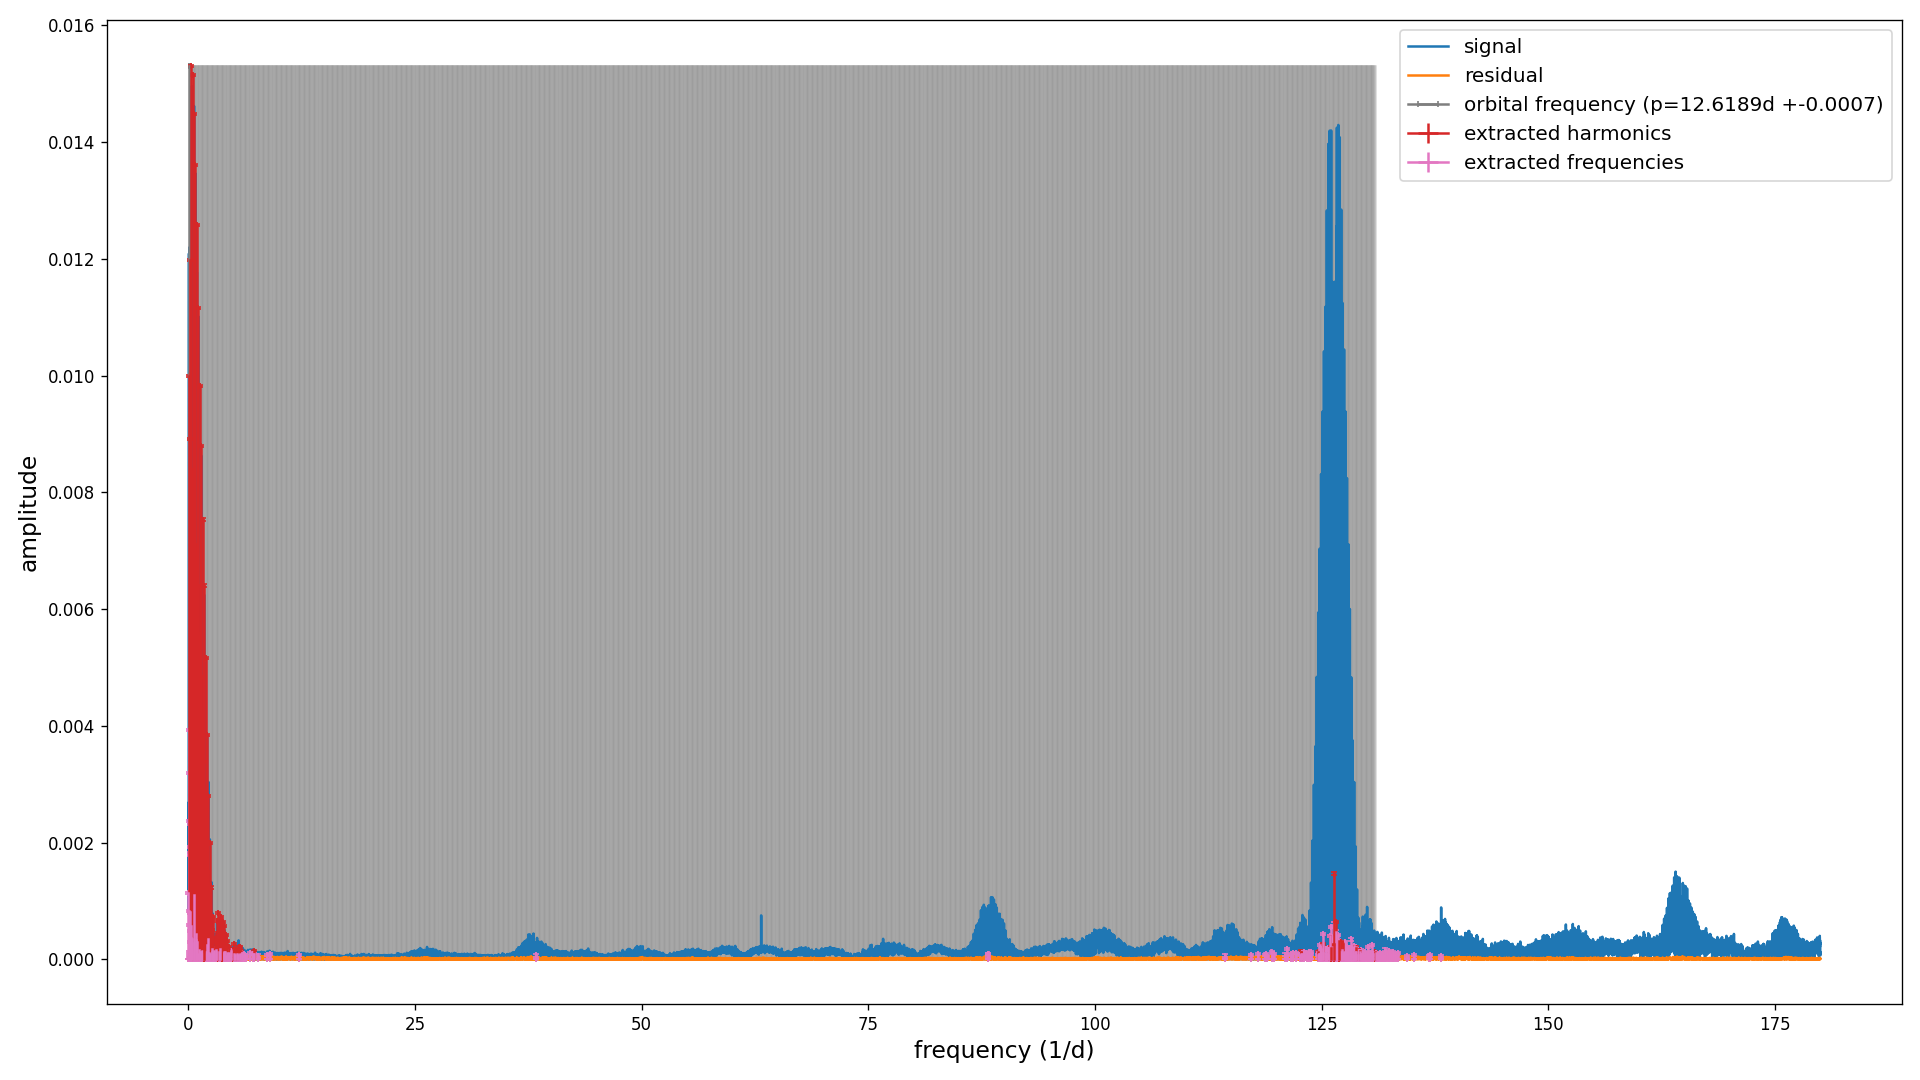 0.016
0.014
0.012
0.010
0.008
0.006
0.004
0.002
0.000
amplitude
0
25
50
75
100
125
150
175
frequency (1/d)
signal
residual
orbital frequency (p=12.6189d +-0.0007)
extracted harmonics
extracted frequencies